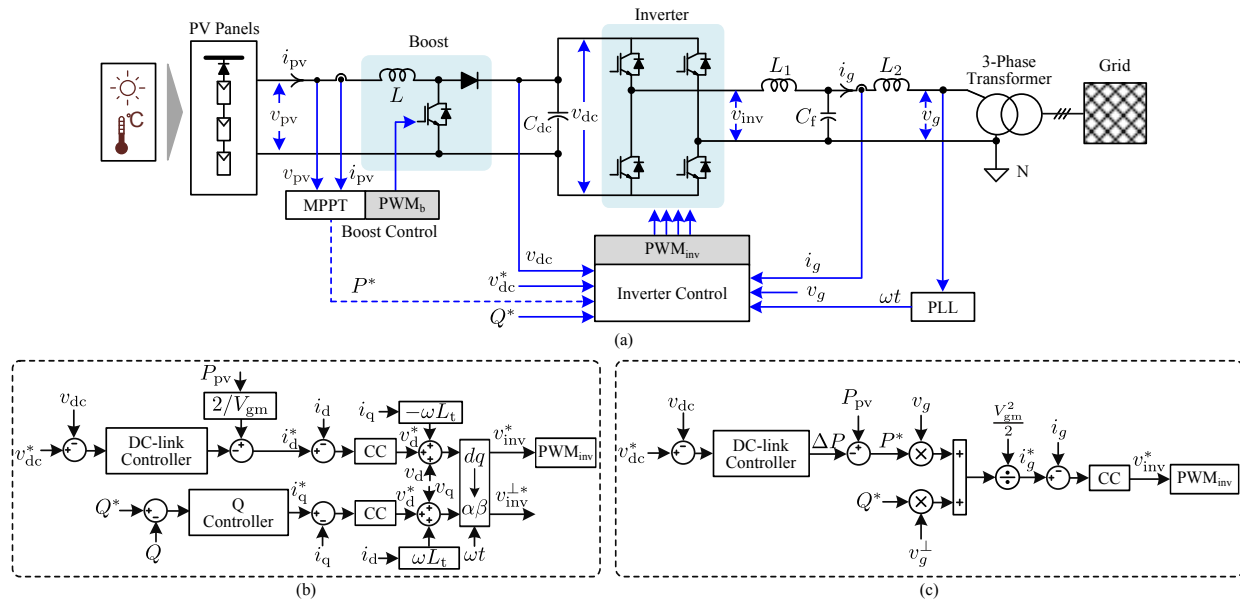 Inverter
PV Panels
Boost
3-Phase
Transformer
Grid
i_pv
L
L_1
i_g
L_2
°C
v_pv
C_dc
v_dc
v_inv
C_f
v_g
N
v_pv
i_pv
MPPT
PWM_b
Boost Control
PWM_inv
v_dc
i_g
P*
v*_dc
Inverter Control
v_g
ωt
PLL
Q*
(a)
P_pv
v_dc
2/V_gm
i_d
i_q
-ωL_t
v*_dc
DC-link
Controller
i*_d
CC
v*_d
v_d
dq
αβ
v*_inv
PWM_inv
Q*
Q
Q
Controller
i*_q
i_q
CC
v*_d
v_q
v_inv^⊥*
i_d
ωL_t
ωt
(b)
v_dc
P_pv
v_g
V²_gm
2
i_g
v*_dc
DC-link
Controller
ΔP
P*
i*_g
CC
v*_inv
PWM_inv
Q*
v_g^⊥
(c)